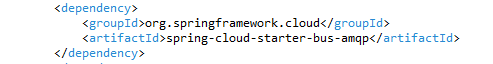 <dependency>
<groupId>org.springframework.cloud</groupId>
<artifactId>spring-cloud-starter-bus-amqp</artifactId>
</dependency>